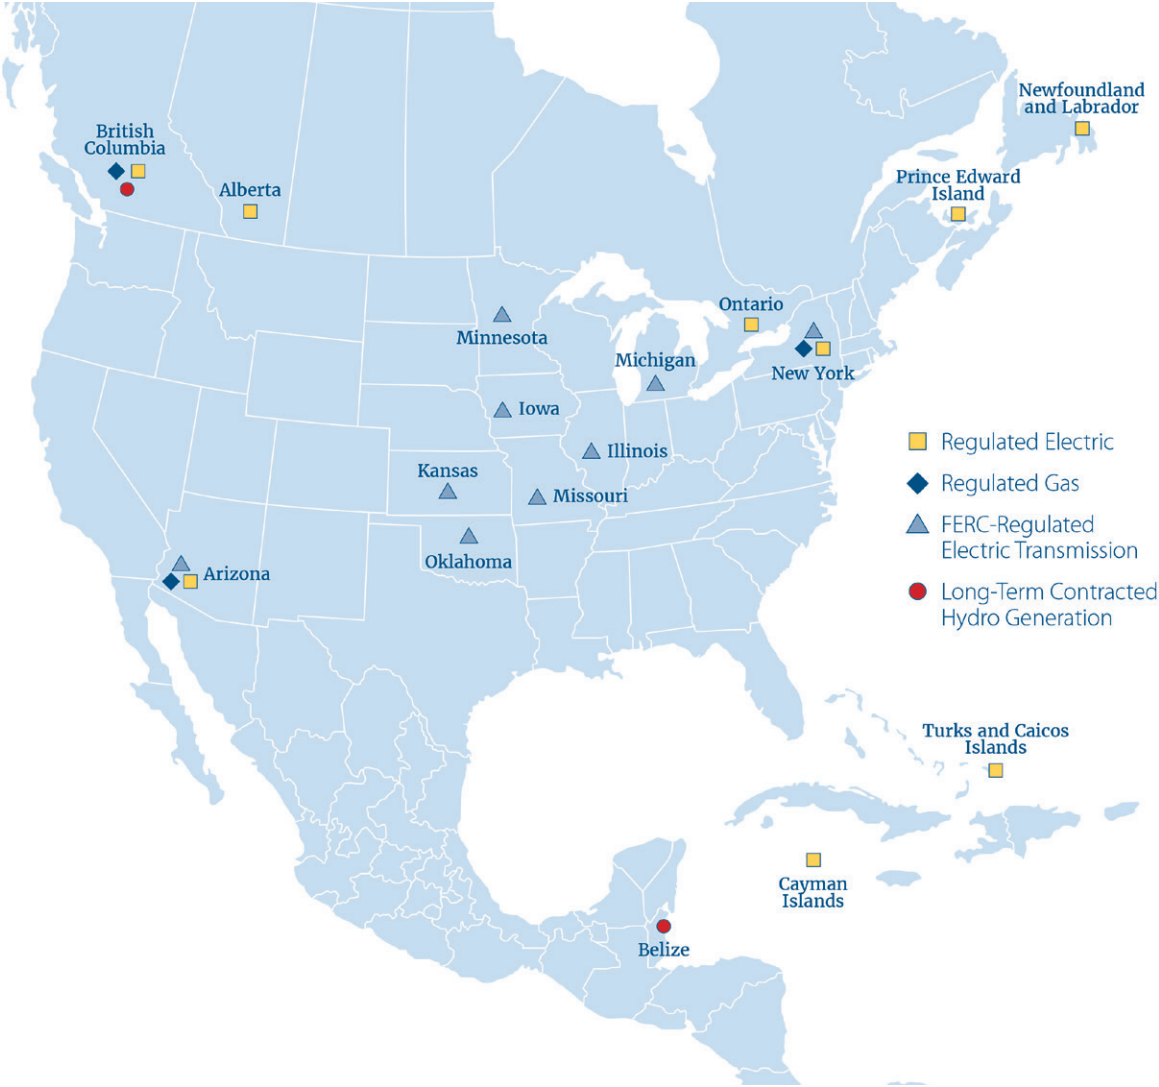 Newfoundland
and Labrador
British
Columbia
Alberta
Prince Edward
Island
Ontario
Minnesota
Michigan
New York
Iowa
Illinois
Kansas
Missouri
Oklahoma
Arizona
Regulated Electric
Regulated Gas
FERC-Regulated
Electric Transmission
Long-Term Contracted
Hydro Generation
Turks and Caicos
Islands
Cayman
Islands
Belize